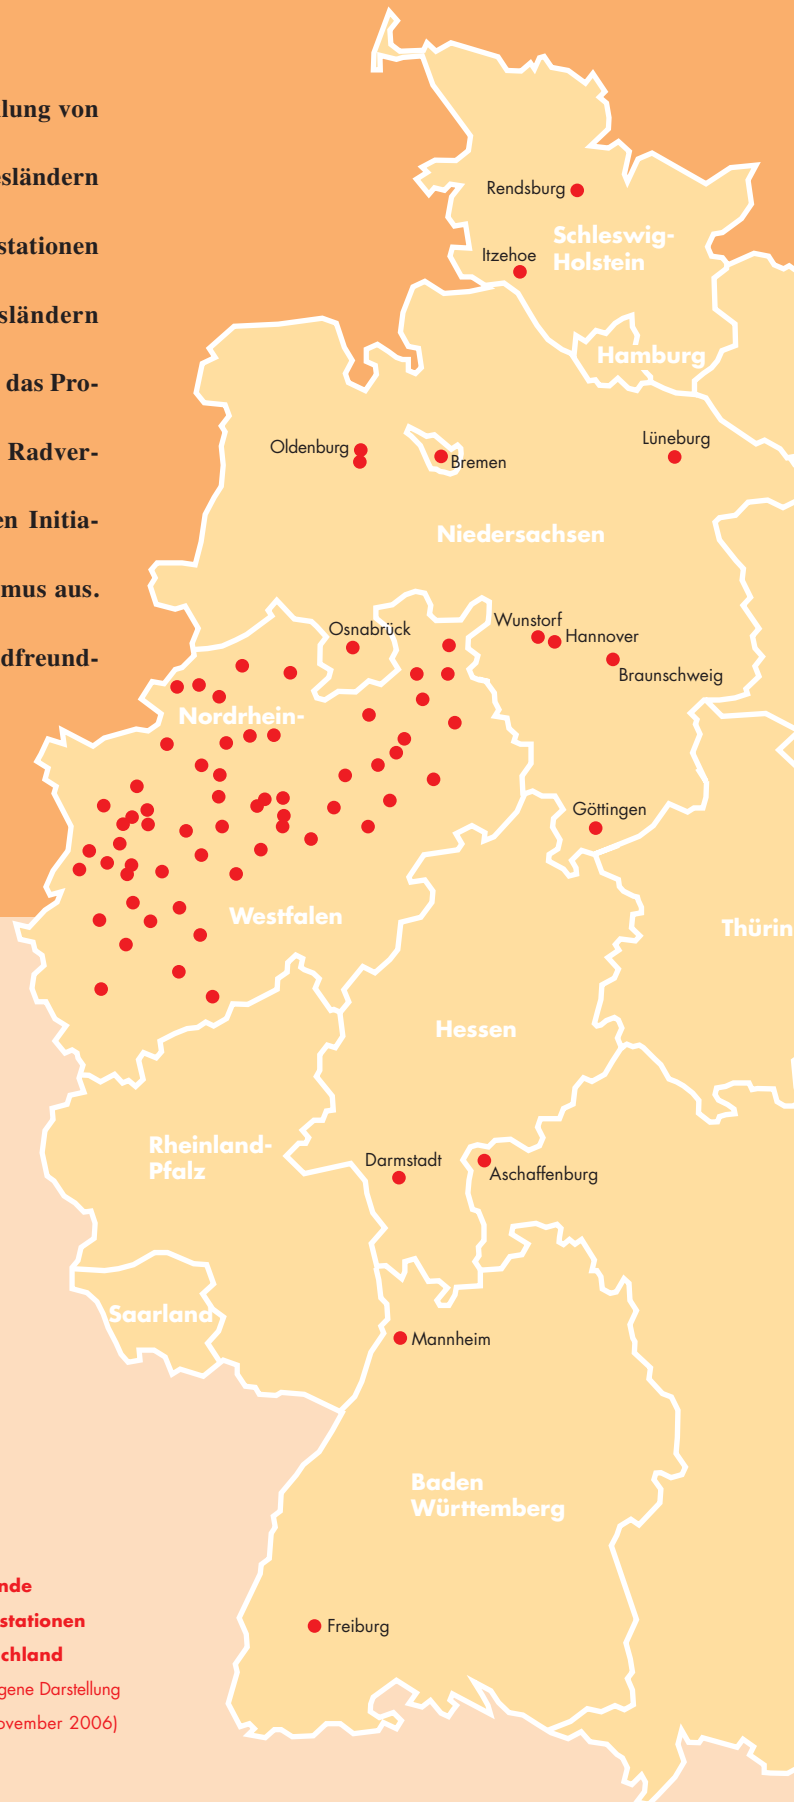 lung von
sländern
stationen
sländern
das Pro-
Radver-
en Initia-
mus aus.
dfreund-
Rendsburg
Schleswig-
Holstein
Itzehoe
Hamburg
Oldenburg
Bremen
Lüneburg
Niedersachsen
Osnabrück
Wunstorf
Hannover
Braunschweig
Nordrhein-
Göttingen
Westfalen
Thürin
Hessen
Rheinland-
Pfalz
Darmstadt
Aschaffenburg
Saarland
Mannheim
Baden
Württemberg
Freiburg
nde
stationen
chland
gene Darstellung
ovember 2006)